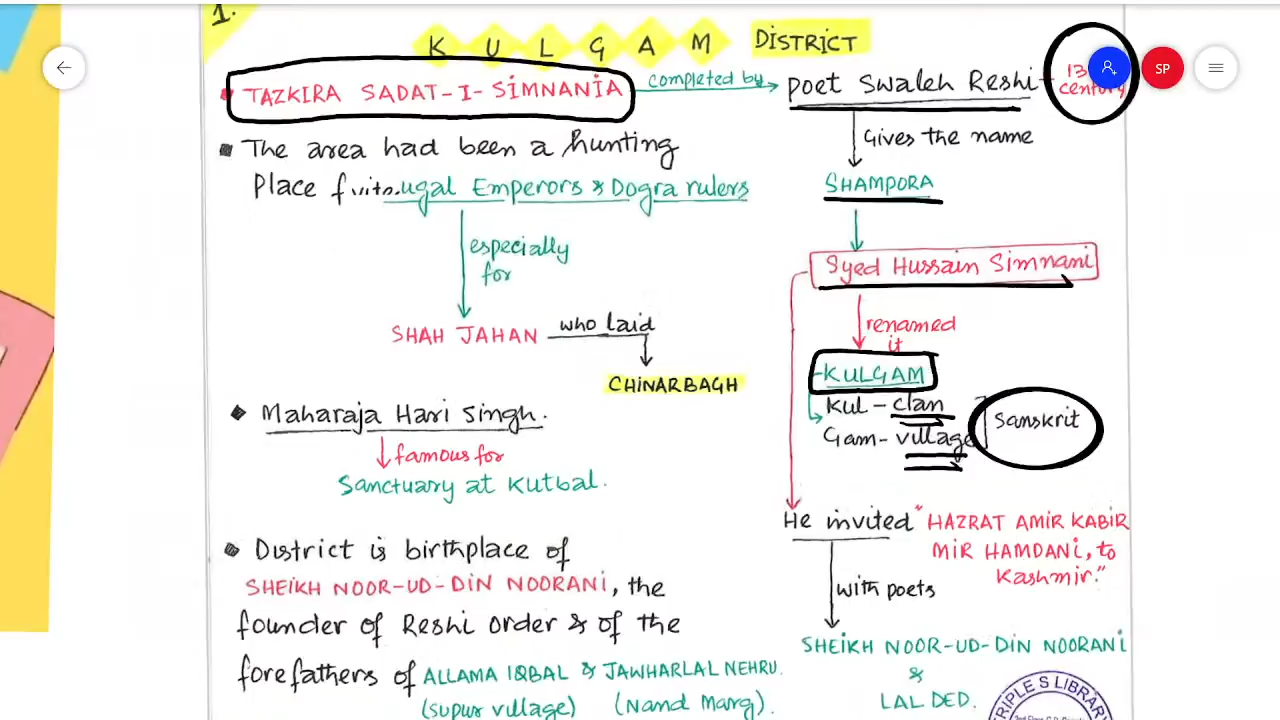 1.
KULGAM DISTRICT
TAZKIRA SADAT-I-SIMNANIA completed by poet Swaleh Reshi
century
SP
The area had been a hunting
Place ugal Emperors & Dogra rulers
especially
for
SHAH JAHAN who laid
CHINARBAGH
Maharaja Hari Singh.
famous for
Sanctuary at Kutbal.
District is birthplace of
SHEIKH NOOR-UD-DIN NOORANI, the
founder of Reshi order & of the
forefathers of ALLAMA IQBAL & JAWHARLAL NEHRU.
(supur village) (Nand Marg).
Gives the name
SHAMPORA
Syed Hussain Simnani
renamed
it
KULGAM
Kul - clan
Gam - village
Sanskrit
He invited "HAZRAT AMIR KABIR
MIR HAMDANI, to
Kashmir."
with poets
SHEIKH NOOR-UD-DIN NOORANI
&
LAL DED.
RIPLE S LIBRARY